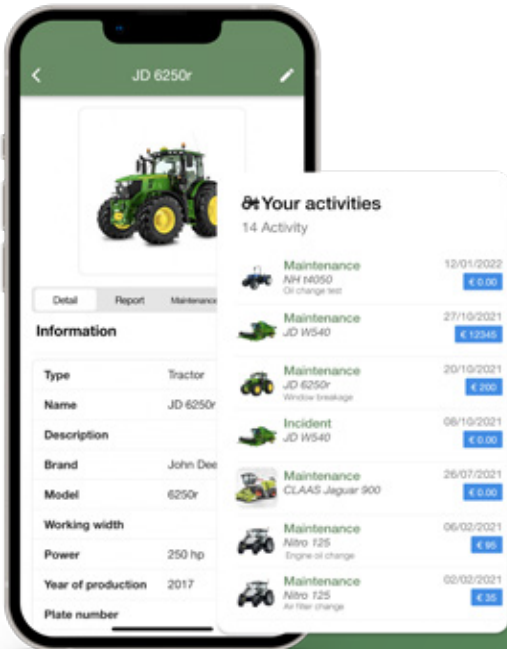 JD 6250r
Detail Report Maintenance
Information
Type Tractor
Name JD 6250r
Description
Brand John Dee
Model 6250r
Working width
Power 250 hp
Year of production 2017
Plate number
Your activities
14 Activity
Maintenance 12/01/2022
NH t4050 € 0.00
Oil change test
Maintenance 27/10/2021
JD W540 € 12345
Maintenance 20/10/2021
JD 6250r € 200
Window breakage
Incident 08/10/2021
JD W540 € 0.00
Maintenance 26/07/2021
CLAAS Jaguar 900 € 0.00
Maintenance 06/02/2021
Nitro 125 € 95
Engine oil change
Maintenance 02/02/2021
Nitro 125 € 35
Air filter change